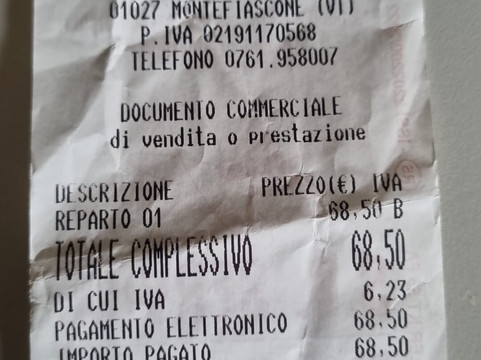 01027 MONTEFIASCONE (VT)
P.IVA 02191170568
TELEFONO 0761.958007
DOCUMENTO COMMERCIALE
di vendita o prestazione
DESCRIZIONE PREZZO(€) IVA
REPARTO 01 68,50 B
TOTALE COMPLESSIVO 68,50
DI CUI IVA 6,23
PAGAMENTO ELETTRONICO 68,50
IMPORTO PAGATO 68,50